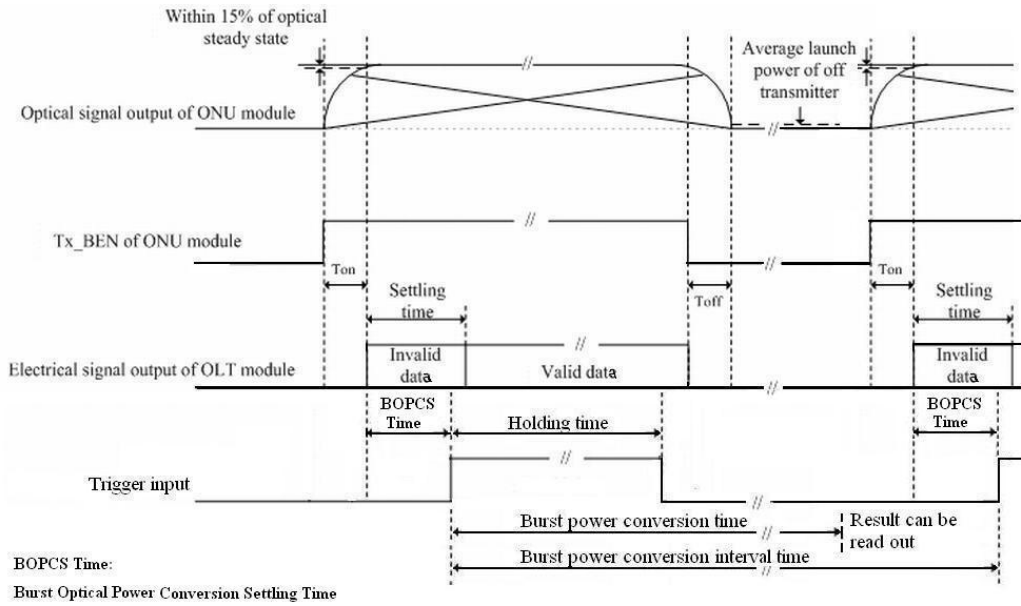 Within 15% of optical
steady state
Average launch
power of off
transmitter
Optical signal output of ONU module
Tx_BEN of ONU module
Ton
Toff
Ton
Settling
time
Settling
time
Electrical signal output of OLT module
Invalid
data
Valid data
Invalid
data
BOPCS
Time
Holding time
BOPCS
Time
Trigger input
Burst power conversion time
Result can be
read out
Burst power conversion interval time
BOPCS Time:
Burst Optical Power Conversion Settling Time